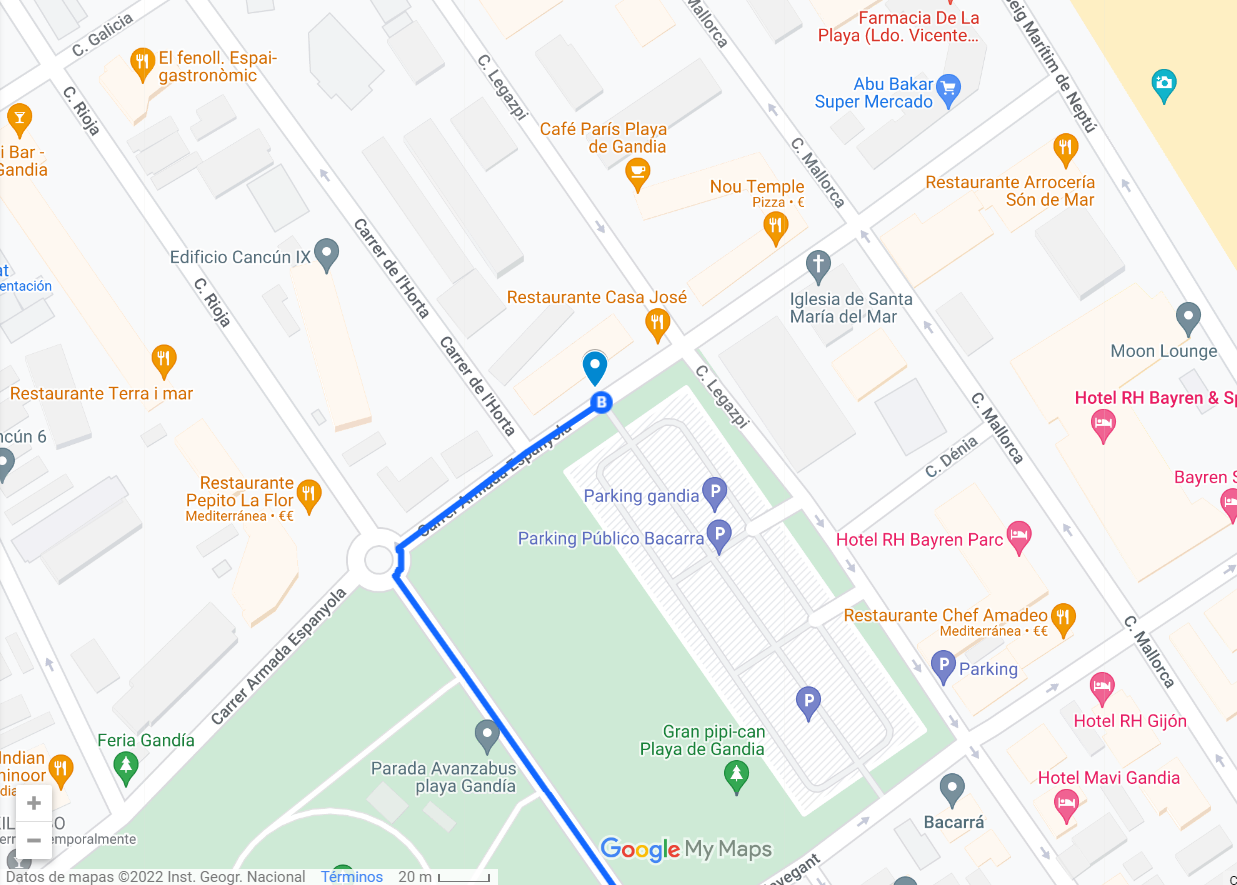 C. Galicia
El fenoll. Espai-
gastronòmic
C. Rioja
i Bar -
Gandia
C. Legazpi
Mallorca
Farmacia De La
Playa (Ldo. Vicente...
Abu Bakar
Super Mercado
eig Marítim de Neptú
Café París Playa
de Gandia
C. Mallorca
Nou Temple
Pizza • €
Restaurante Arrocería
Són de Mar
Edificio Cancún IX
Carrer de l'Horta
at
entación
C. Rioja
Restaurante Casa José
Iglesia de Santa
María del Mar
Moon Lounge
Restaurante Terra i mar
Carrer de l'Horta
C. Legazpi
Hotel RH Bayren & Sp
B
C. Mallorca
ncún 6
Carrer Armada Espanyola
C. Dénia
Bayren S
Restaurante
Pepito La Flor
Mediterránea • €€
Parking gandia
P
Parking Público Bacarra
P
Hotel RH Bayren Parc
Carrer Armada Espanyola
Restaurante Chef Amadeo
Mediterránea • €€
C. Mallorca
P
Parking
P
Hotel RH Gijón
Feria Gandía
Gran pipi-can
Playa de Gandia
Indian
Parada Avanzabus
playa Gandía
Hotel Mavi Gandia
Bacarrá
+
−
emporalmente
Google My Maps
avegant
Datos de mapas ©2022 Inst. Geogr. Nacional
Términos
20 m